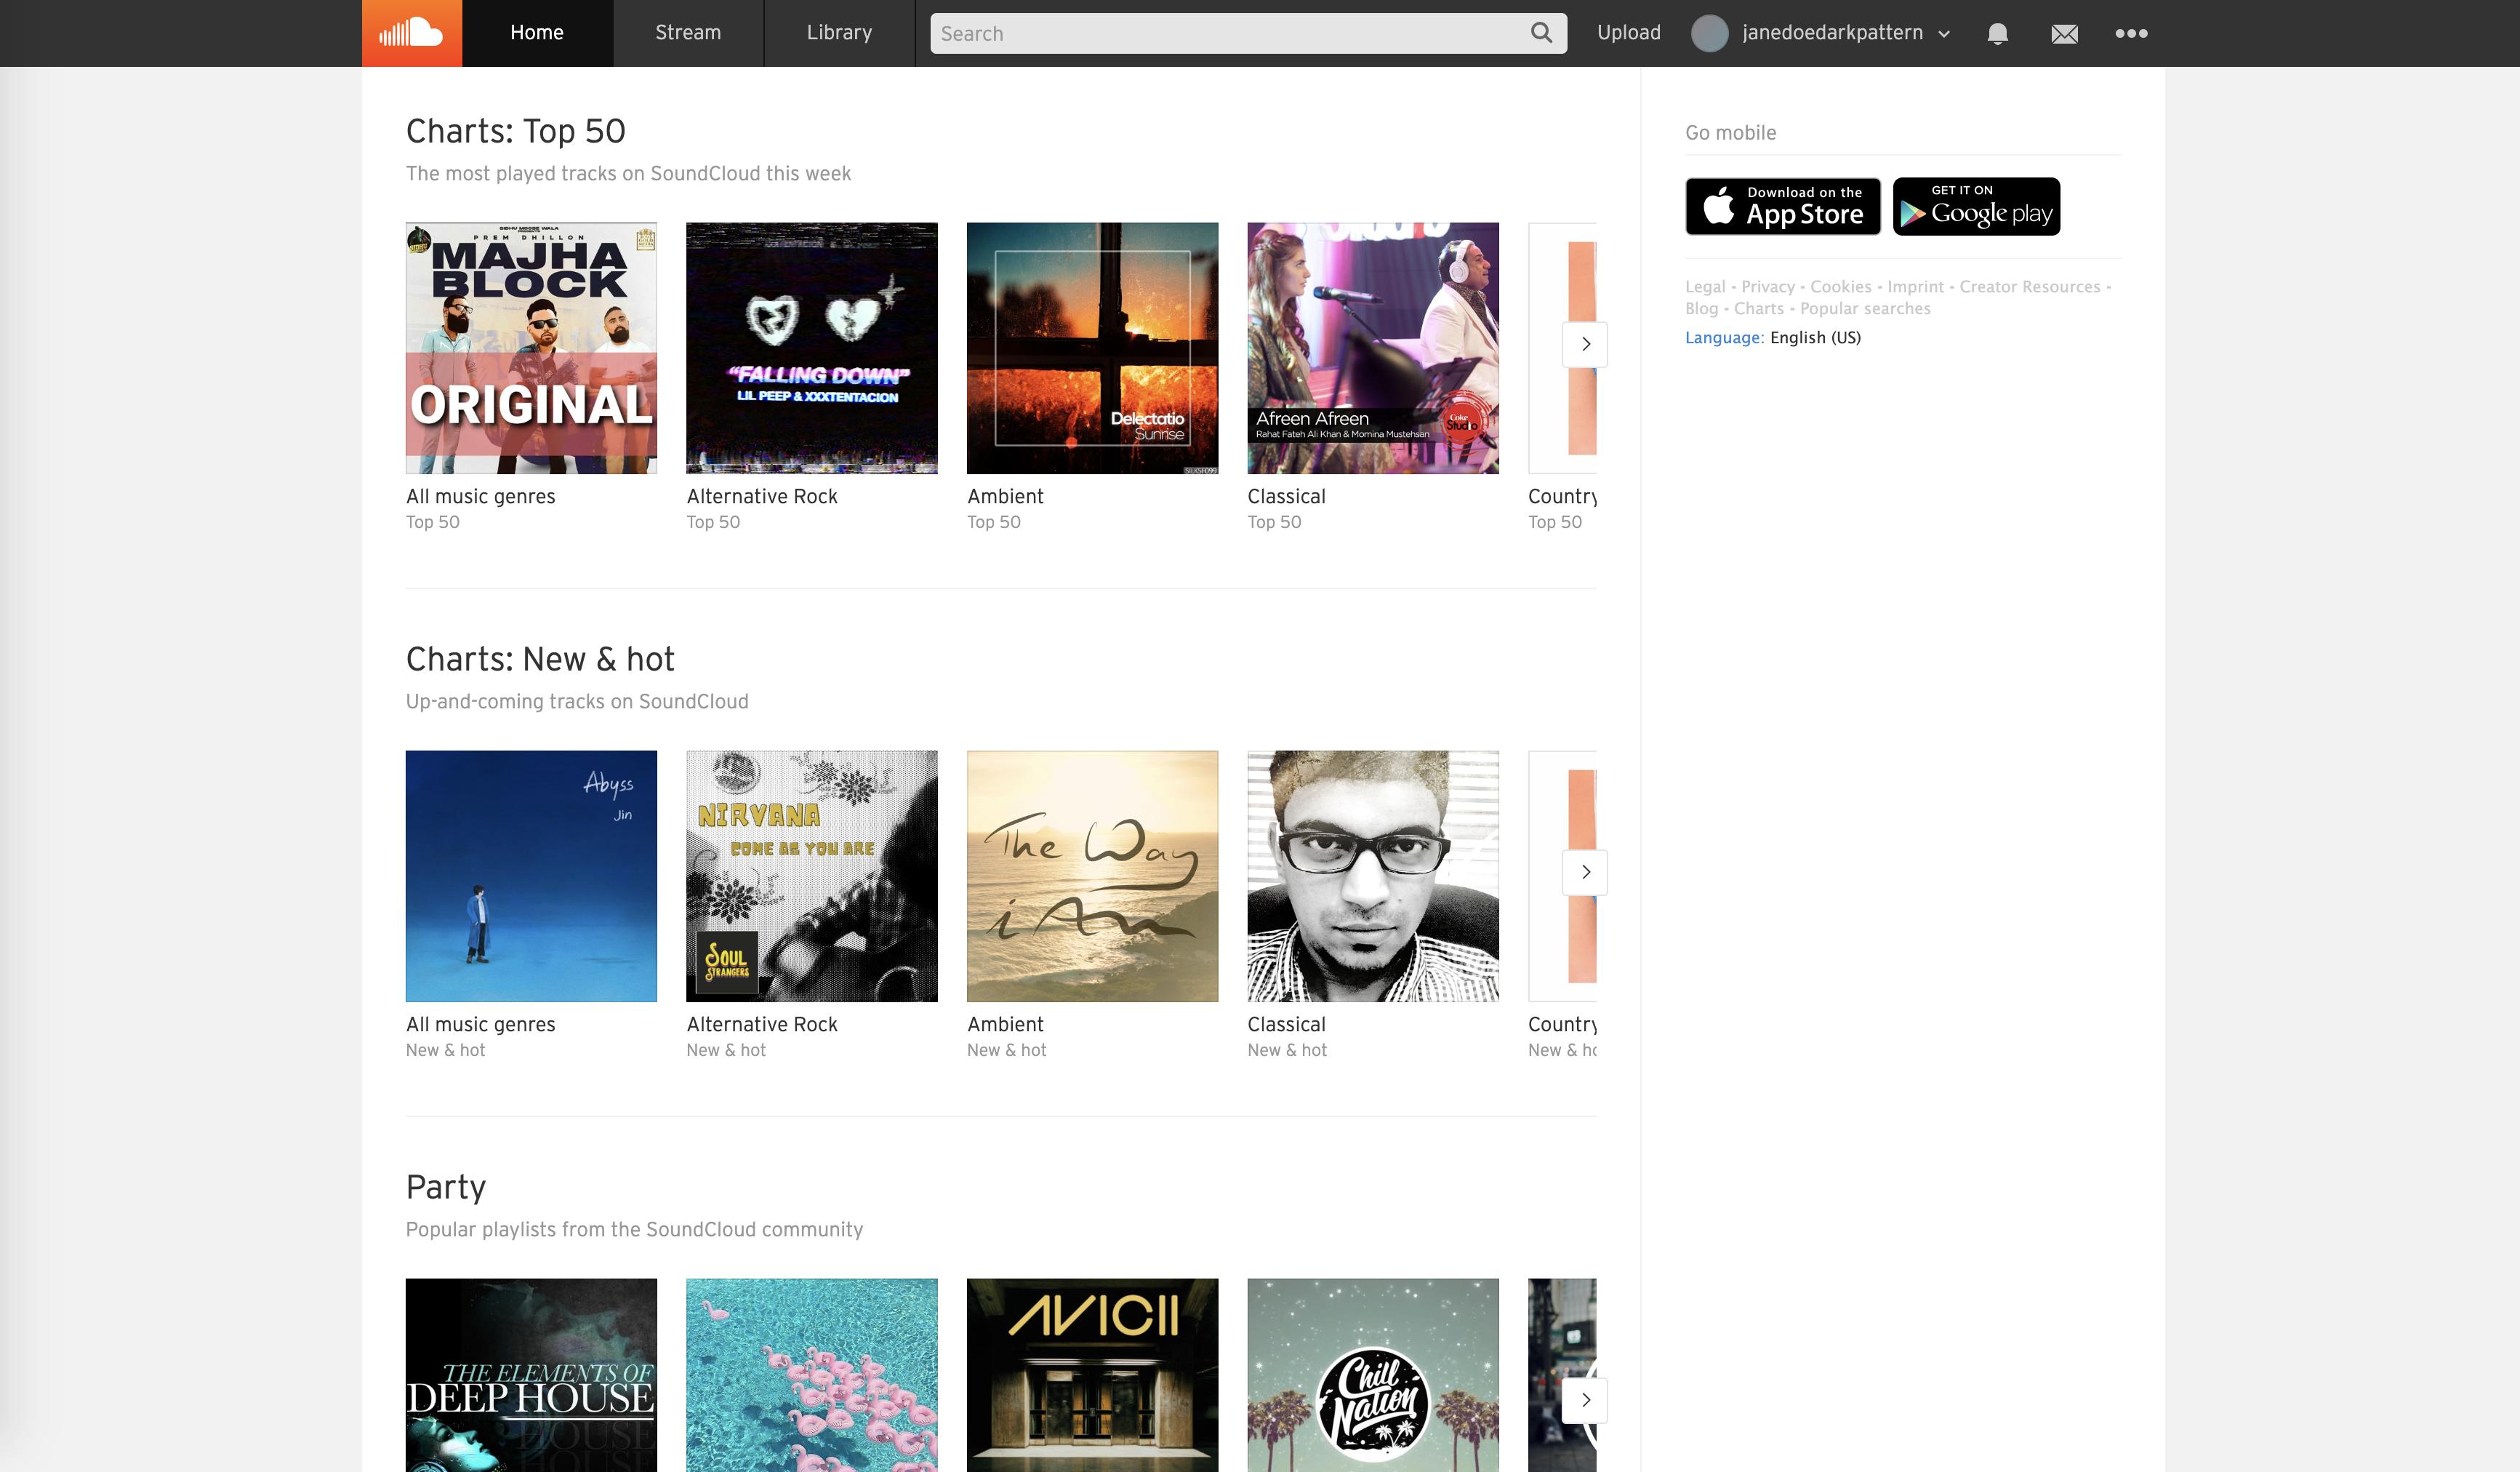 Home
Stream
Library
Search
Upload
janedoedarkpattern
Charts: Top 50
The most played tracks on SoundCloud this week
SIDHU MOOSE WALA
PRESENTS
PREM DHILLON
MAJHA
BLOCK
ORIGINAL
All music genres
Top 50
"FALLING DOWN"
LIL PEEP & XXXTENTACION
Alternative Rock
Top 50
Delectatio
Sunrise
SILKSF099
Ambient
Top 50
Afreen Afreen
Rahat Fateh Ali Khan & Momina Mustehsan
Coke
Studio
Classical
Top 50
Country
Top 50
Charts: New & hot
Up-and-coming tracks on SoundCloud
Abyss
Jin
All music genres
New & hot
NIRVANA
COME AS YOU ARE
SOUL
STRANGERS
Alternative Rock
New & hot
The Way
i Am
Ambient
New & hot
Classical
New & hot
Country
New & ho
Party
Popular playlists from the SoundCloud community
THE ELEMENTS OF
DEEP HOUSE
HOUSE
AVICII
Chill
Nation
Go mobile
Download on the
App Store
GET IT ON
Google play
Legal - Privacy - Cookies - Imprint - Creator Resources -
Blog - Charts - Popular searches
Language: English (US)